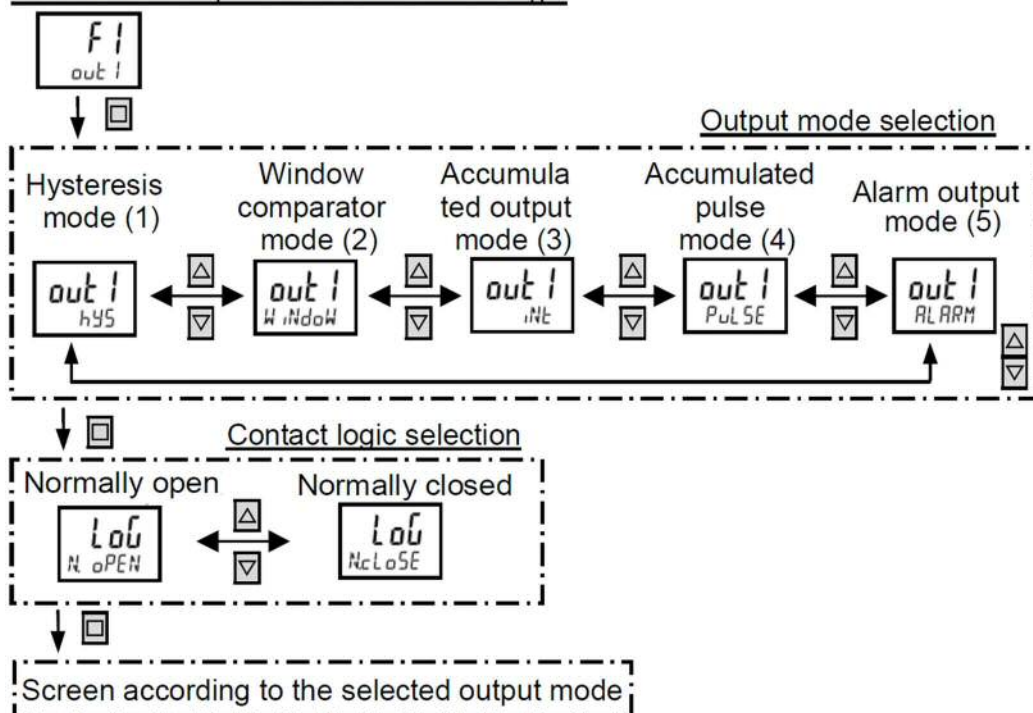 F1
out1
Output mode selection
Hysteresis
mode (1)
Window
comparator
mode (2)
Accumula
ted output
mode (3)
Accumulated
pulse
mode (4)
Alarm output
mode (5)
out1
hYS
out1
WiNdoW
out1
iNt
out1
PuLSE
out1
ALARM
Contact logic selection
Normally open
Normally closed
LoG
N. oPEN
LoG
N.cLoSE
Screen according to the selected output mode